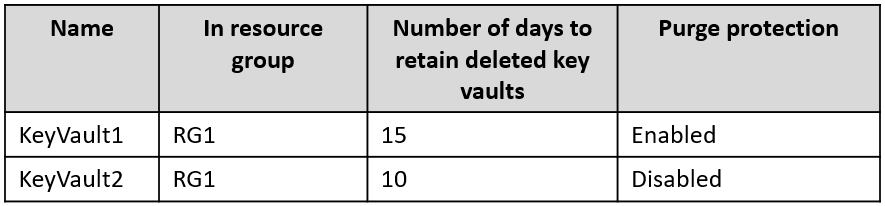 Name
In resource
group
Number of days to
retain deleted key
vaults
Purge protection
KeyVault1 RG1 15 Enabled
KeyVault2 RG1 10 Disabled